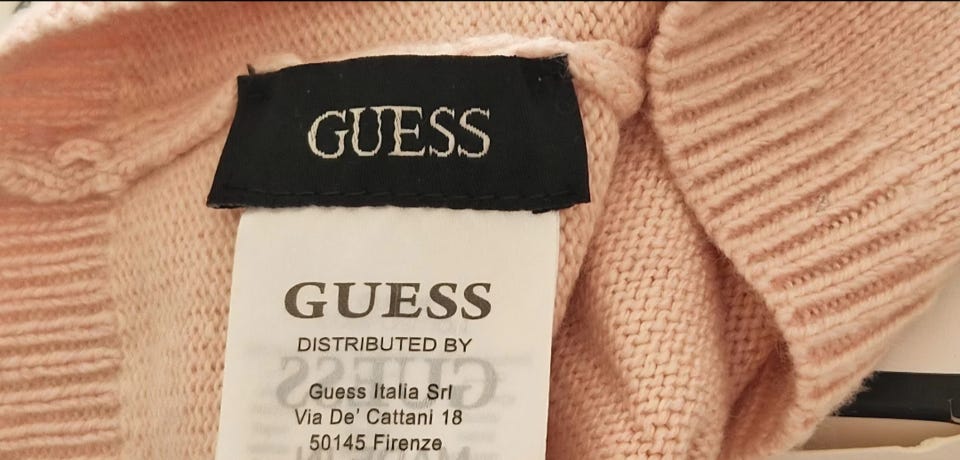 GUESS
GUESS
DISTRIBUTED BY
Guess Italia Srl
Via De' Cattani 18
50145 Firenze